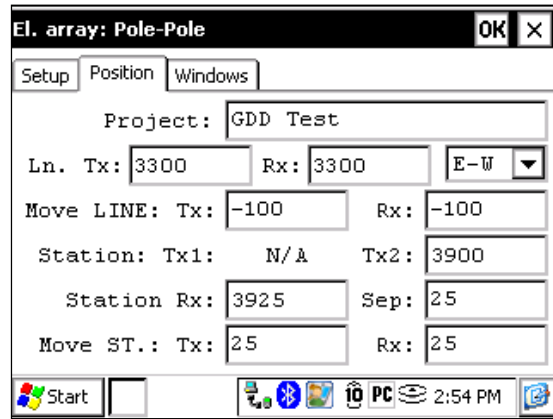 El. array: Pole-Pole OK ×
Setup Position Windows
Project: GDD Test
Ln. Tx: 3300 Rx: 3300 E-W
Move LINE: Tx: -100 Rx: -100
Station: Tx1: N/A Tx2: 3900
Station Rx: 3925 Sep: 25
Move ST.: Tx: 25 Rx: 25
Start PC 2:54 PM